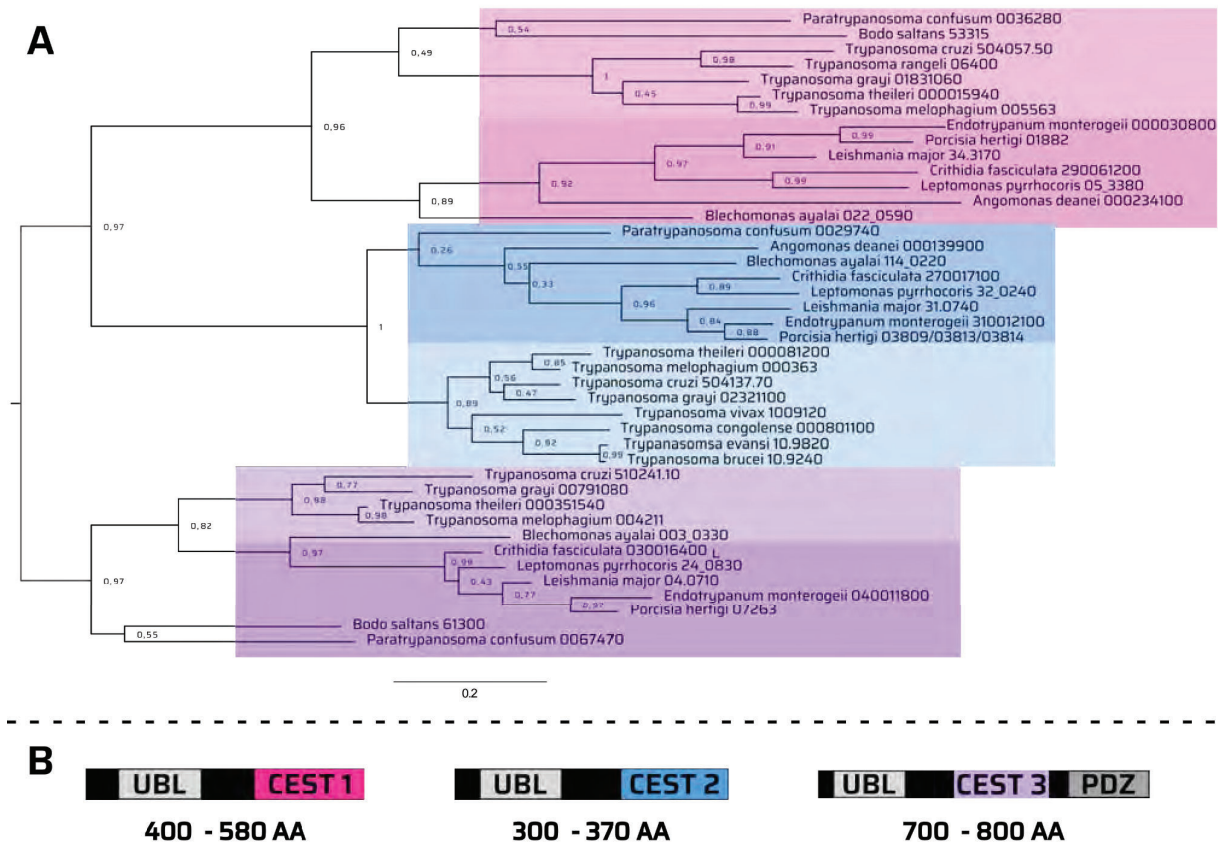 A
Paratrypanosoma confusum 0036280
0,54
Bodo saltans 53315
0,49
Trypanosoma cruzi 504057.50
0,98
Trypanosoma rangeli 06400
1
Trypanosoma grayi 01831060
0,45
Trypanosoma theileri 000015940
0,99
Trypanosoma melophagium 005563
0,96
Endotrypanum monterogeii 000030800
0,99
Porcisia hertigi 01882
0,91
Leishmania major 34.3170
0,97
Crithidia fasciculata 290061200
0,99
Leptomonas pyrrhocoris 05_3380
0,92
Angomonas deanei 000234100
0,89
Blechomonas ayalai 022_0590
0,97
Paratrypanosoma confusum 0029740
0,26
Angomonas deanei 000139900
0,55
Blechomonas ayalai 114_0220
0,33
Crithidia fasciculata 270017100
0,89
Leptomonas pyrrhocoris 32_0240
0,96
Leishmania major 31.0740
0,84
Endotrypanum monterogeii 310012100
0,88
Porcisia hertigi 03809/03813/03814
1
Trypanosoma theileri 000081200
0,85
Trypanosoma melophagium 000363
0,56
Trypanosoma cruzi 504137.70
0,47
Trypanosoma grayi 02321100
0,89
Trypanosoma vivax 1009120
0,52
Trypanosoma congolense 000801100
0,92
Trypanasomsa evansi 10.9820
0,99
Trypanosoma brucei 10.9240
Trypanosoma cruzi 510241.10
0,77
Trypanosoma grayi 00791080
0,98
Trypanosoma theileri 000351540
0,98
Trypanosoma melophagium 004211
0,82
Blechomonas ayalai 003_0330
0,97
Crithidia fasciculata 030016400
0,99
Leptomonas pyrrhocoris 24_0830
0,43
Leishmania major 04.0710
0,77
Endotrypanum monterogeii 040011800
0,97
Porcisia hertigi 07263
0,97
Bodo saltans 61300
0,55
Paratrypanosoma confusum 0067470
0.2
B
UBL CEST 1
400 - 580 AA
UBL CEST 2
300 - 370 AA
UBL CEST 3 PDZ
700 - 800 AA